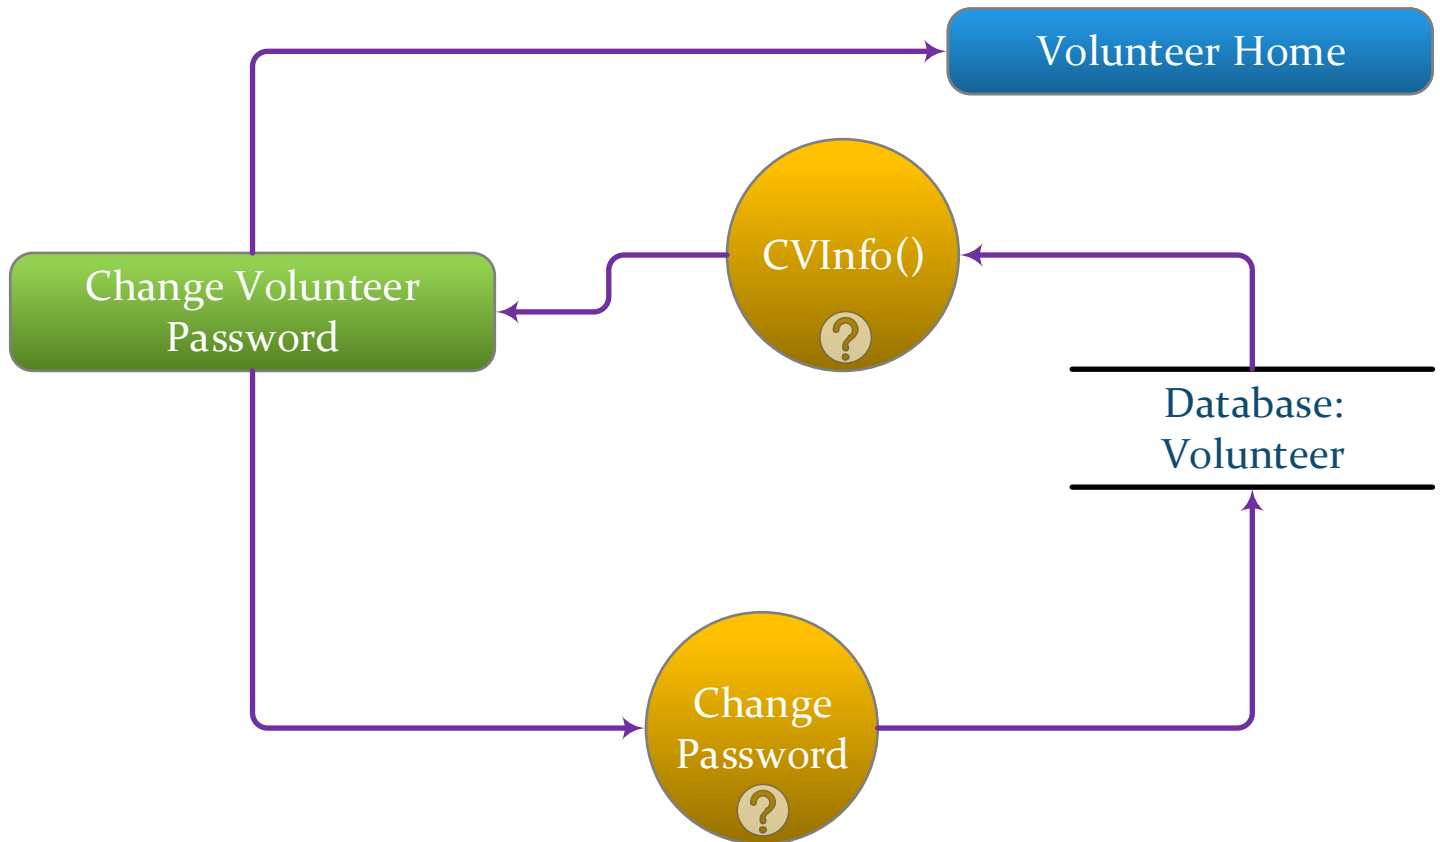 Volunteer Home
CVInfo()
?
Change Volunteer
Password
Database:
Volunteer
Change
Password
?